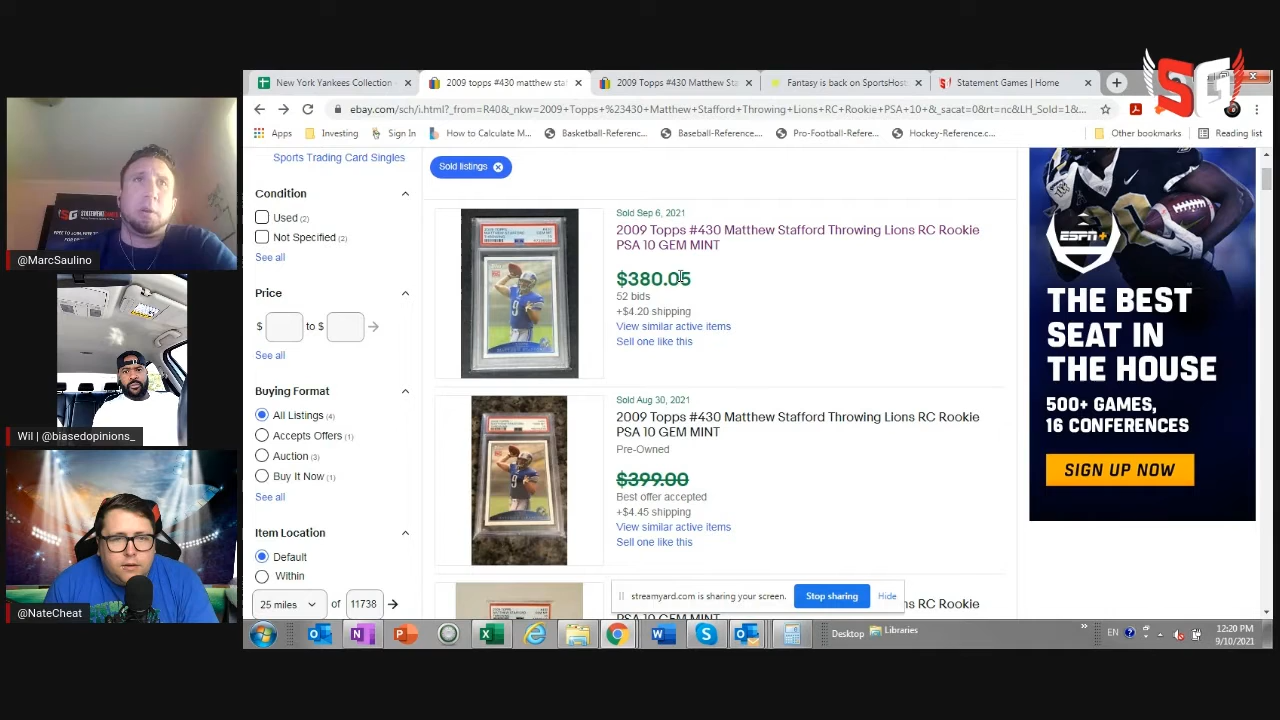 SG
New York Yankees Collection
2009 topps #430 matthew staf
2009 Topps #430 Matthew Sta
Fantasy is back on SportsHost
Statement Games | Home
ebay.com/sch/i.html?_from=R40&_nkw=2009+Topps+%23430+Matthew+Stafford+Throwing+Lions+RC+Rookie+PSA+10+&_sacat=0&rt=nc&LH_Sold=1&...
Apps
Investing
Sign In
How to Calculate M...
Basketball-Referenc...
Baseball-Reference....
Pro-Football-Refere...
Hockey-Reference.c...
Other bookmarks
Reading list
Sports Trading Card Singles
Sold listings
Condition
Used (2)
Not Specified (2)
See all
Price
$ to $
See all
Buying Format
All Listings (4)
Accepts Offers (1)
Auction (3)
Buy It Now (1)
See all
Item Location
Default
Within
25 miles of 11738
Sold Sep 6, 2021
2009 Topps #430 Matthew Stafford Throwing Lions RC Rookie
PSA 10 GEM MINT
$380.05
52 bids
+$4.20 shipping
View similar active items
Sell one like this
Sold Aug 30, 2021
2009 Topps #430 Matthew Stafford Throwing Lions RC Rookie
PSA 10 GEM MINT
Pre-Owned
$399.00
Best offer accepted
+$4.45 shipping
View similar active items
Sell one like this
ns RC Rookie
streamyard.com is sharing your screen.
Stop sharing
Hide
ESPN+
THE BEST
SEAT IN
THE HOUSE
500+ GAMES,
16 CONFERENCES
SIGN UP NOW
@MarcSaulino
Wil | @biasedopinions_
@NateCheat
Desktop
Libraries
EN
12:20 PM
9/10/2021